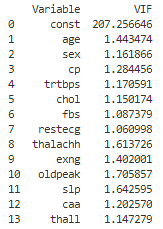 Variable VIF
0 const 207.256646
1 age 1.443474
2 sex 1.161866
3 cp 1.284456
4 trtbps 1.170591
5 chol 1.150174
6 fbs 1.087379
7 restecg 1.060998
8 thalachh 1.613726
9 exng 1.402001
10 oldpeak 1.705857
11 slp 1.642595
12 caa 1.202570
13 thall 1.147279